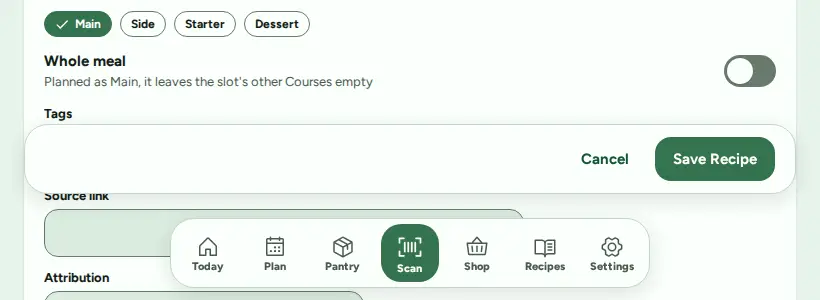 Main
Side
Starter
Dessert
Whole meal
Planned as Main, it leaves the slot's other Courses empty
Tags
Cancel
Save Recipe
Source link
Today
Plan
Pantry
Scan
Shop
Recipes
Settings
Attribution